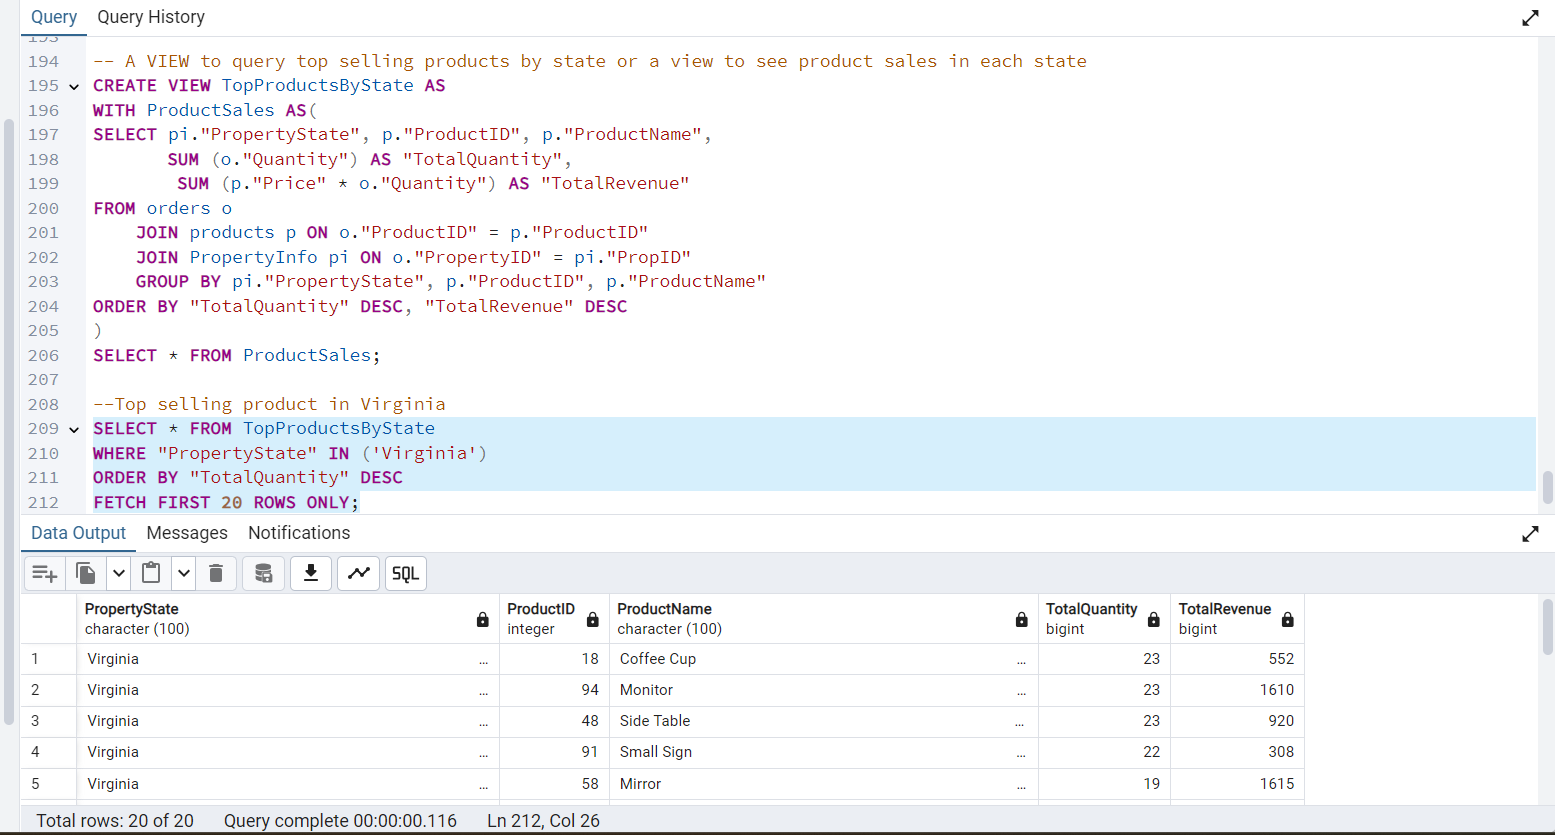 Query Query History
193
194 -- A VIEW to query top selling products by state or a view to see product sales in each state
195 CREATE VIEW TopProductsByState AS
196 WITH ProductSales AS(
197 SELECT pi."PropertyState", p."ProductID", p."ProductName",
198 SUM (o."Quantity") AS "TotalQuantity",
199 SUM (p."Price" * o."Quantity") AS "TotalRevenue"
200 FROM orders o
201 JOIN products p ON o."ProductID" = p."ProductID"
202 JOIN PropertyInfo pi ON o."PropertyID" = pi."PropID"
203 GROUP BY pi."PropertyState", p."ProductID", p."ProductName"
204 ORDER BY "TotalQuantity" DESC, "TotalRevenue" DESC
205 )
206 SELECT * FROM ProductSales;
207
208 --Top selling product in Virginia
209 SELECT * FROM TopProductsByState
210 WHERE "PropertyState" IN ('Virginia')
211 ORDER BY "TotalQuantity" DESC
212 FETCH FIRST 20 ROWS ONLY;
Data Output Messages Notifications
SQL
PropertyState ProductID ProductName TotalQuantity TotalRevenue
character (100) integer character (100) bigint bigint
1 Virginia ... 18 Coffee Cup ... 23 552
2 Virginia ... 94 Monitor ... 23 1610
3 Virginia ... 48 Side Table ... 23 920
4 Virginia ... 91 Small Sign ... 22 308
5 Virginia ... 58 Mirror ... 19 1615
Total rows: 20 of 20 Query complete 00:00:00.116 Ln 212, Col 26